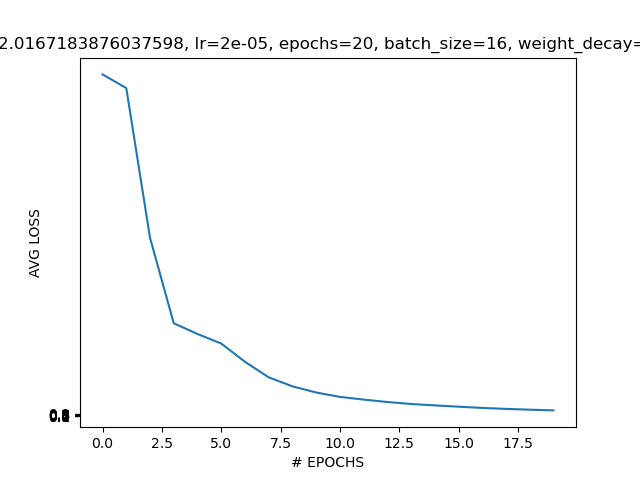 2.0167183876037598, lr=2e-05, epochs=20, batch_size=16, weight_decay=
AVG LOSS
0.0 2.5 5.0 7.5 10.0 12.5 15.0 17.5
# EPOCHS